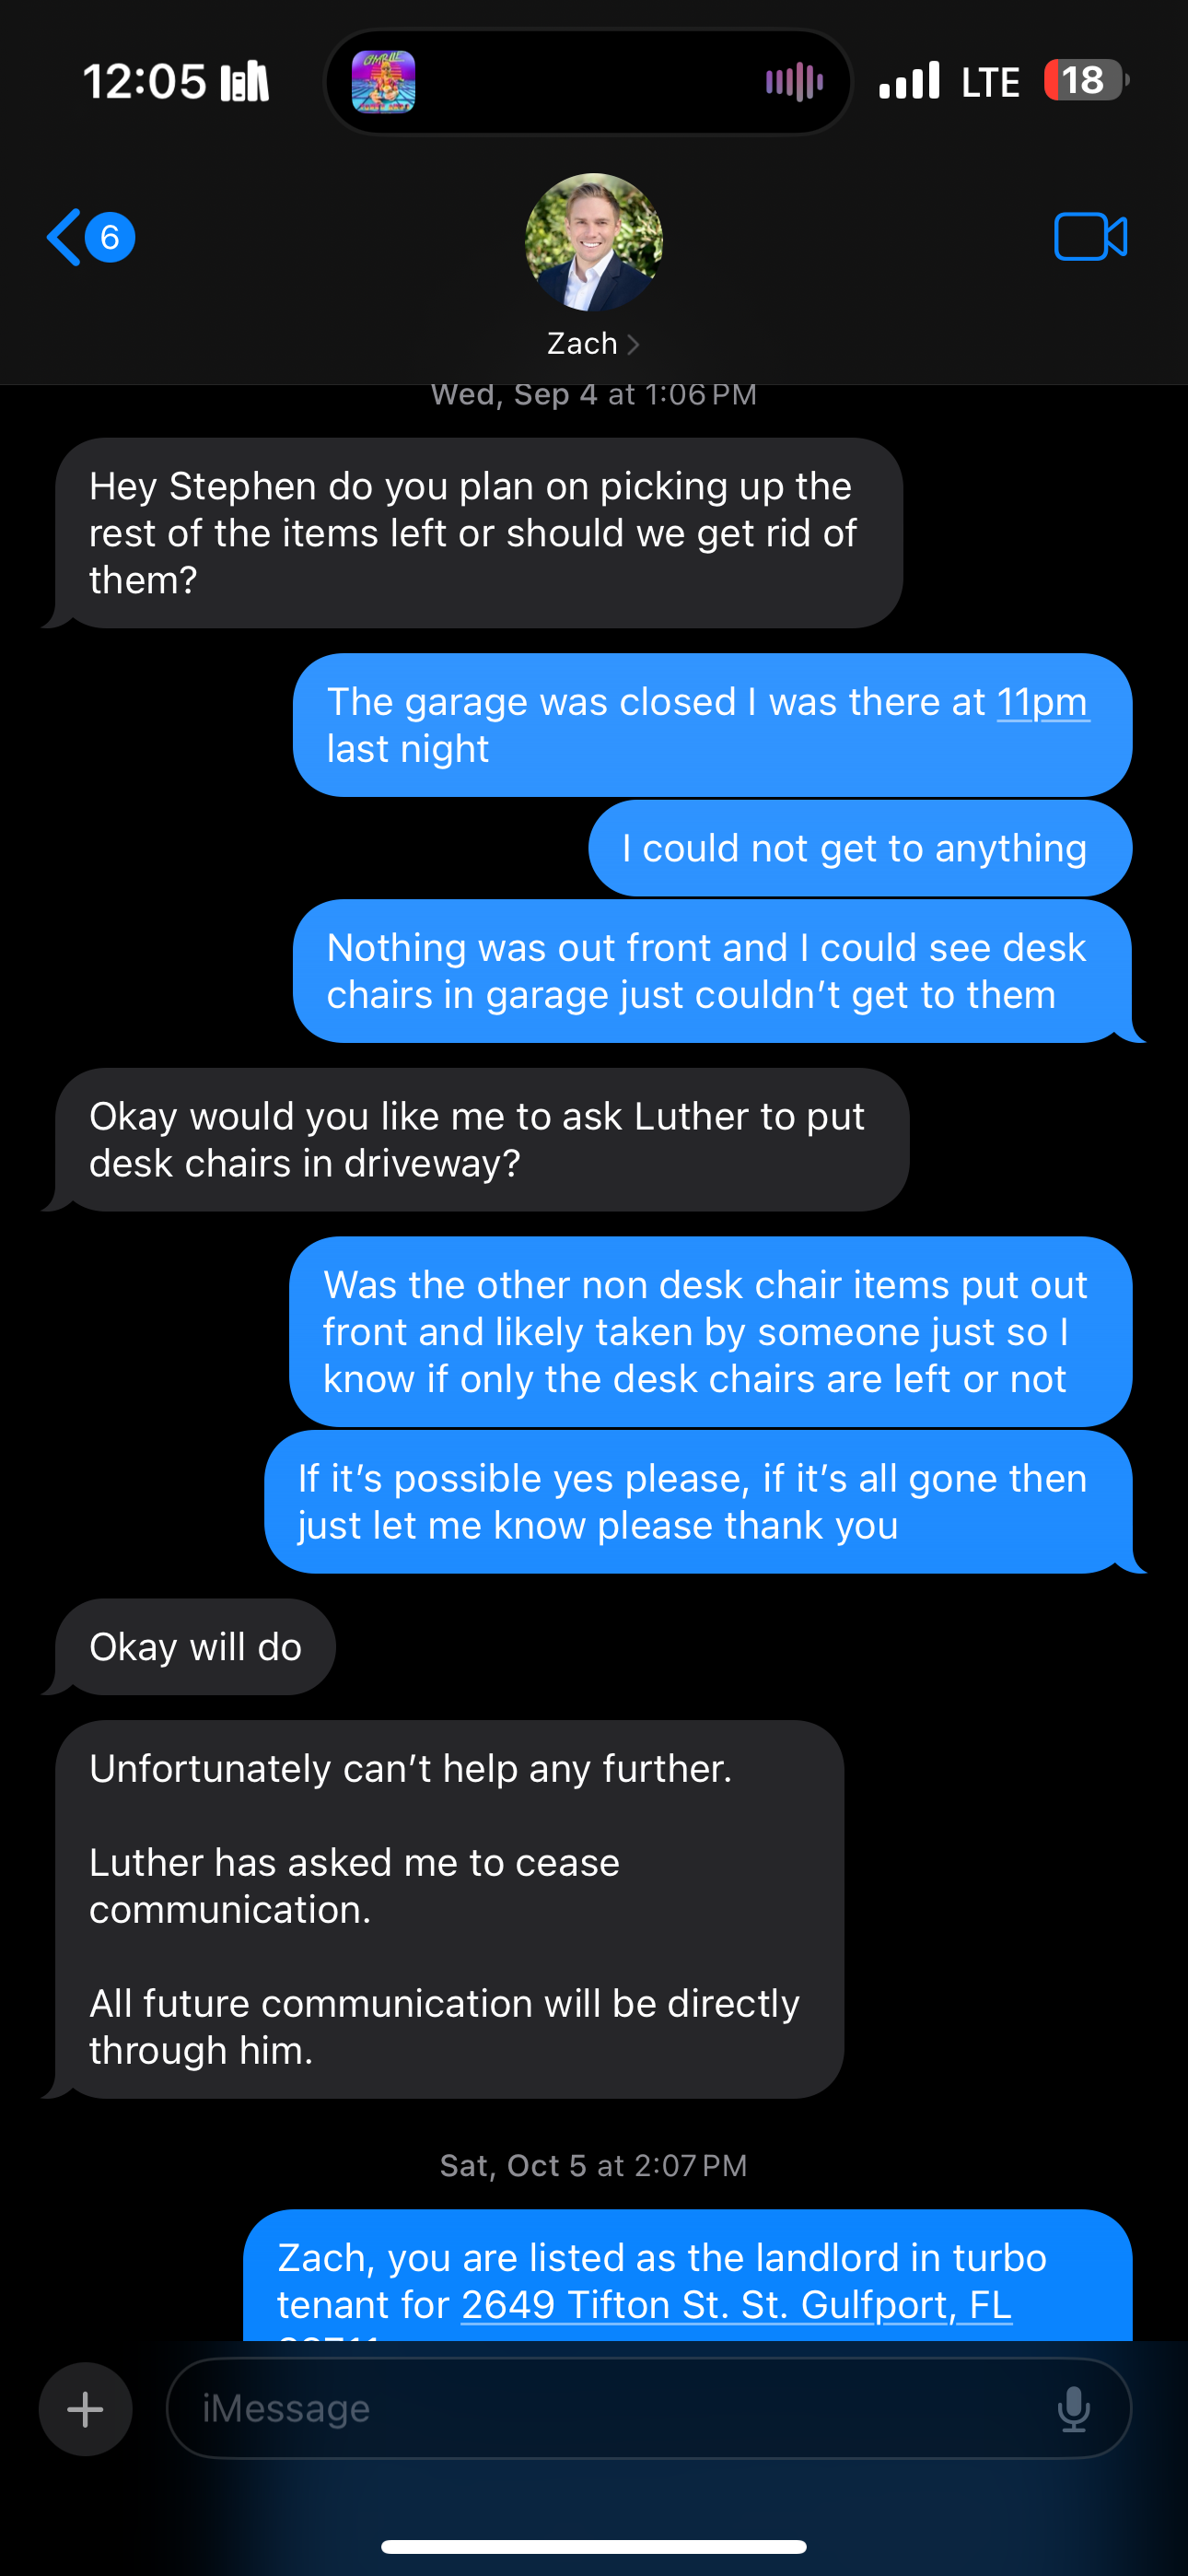 12:05
LTE
18
6
Zach
Wed, Sep 4 at 1:06 PM
Hey Stephen do you plan on picking up the
rest of the items left or should we get rid of
them?
The garage was closed I was there at 11pm
last night
I could not get to anything
Nothing was out front and I could see desk
chairs in garage just couldn't get to them
Okay would you like me to ask Luther to put
desk chairs in driveway?
Was the other non desk chair items put out
front and likely taken by someone just so I
know if only the desk chairs are left or not
If it's possible yes please, if it's all gone then
just let me know please thank you
Okay will do
Unfortunately can't help any further.
Luther has asked me to cease
communication.
All future communication will be directly
through him.
Sat, Oct 5 at 2:07 PM
Zach, you are listed as the landlord in turbo
tenant for 2649 Tifton St. St. Gulfport, FL
iMessage